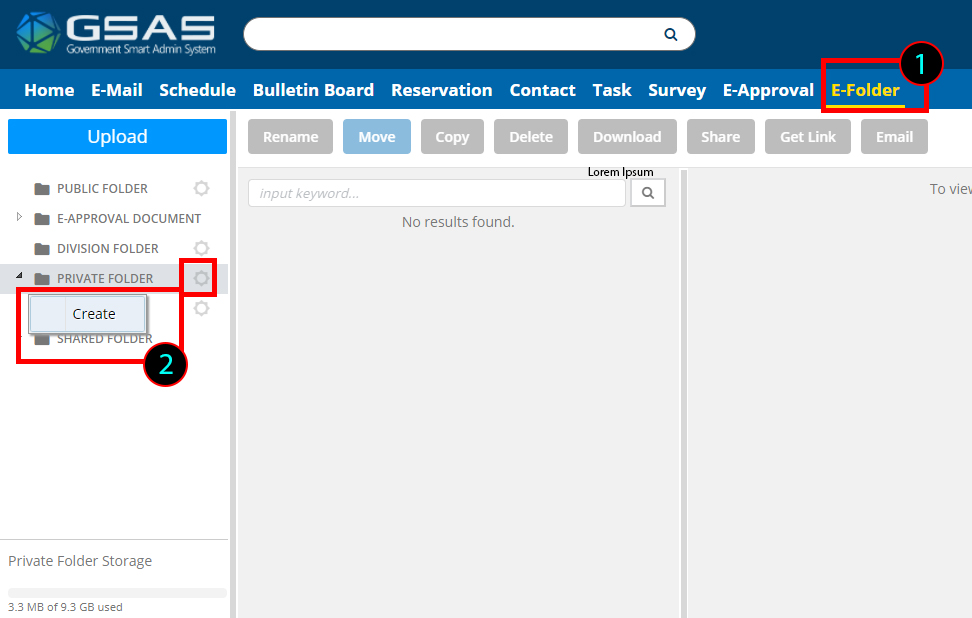 GSAS
Government Smart Admin System
1
Home E-Mail Schedule Bulletin Board Reservation Contact Task Survey E-Approval E-Folder
Upload
Rename Move Copy Delete Download Share Get Link Email
Lorem Ipsum
input keyword...
No results found.
To view
PUBLIC FOLDER
E-APPROVAL DOCUMENT
DIVISION FOLDER
PRIVATE FOLDER
Create
SHARED FOLDER
2
Private Folder Storage
3.3 MB of 9.3 GB used